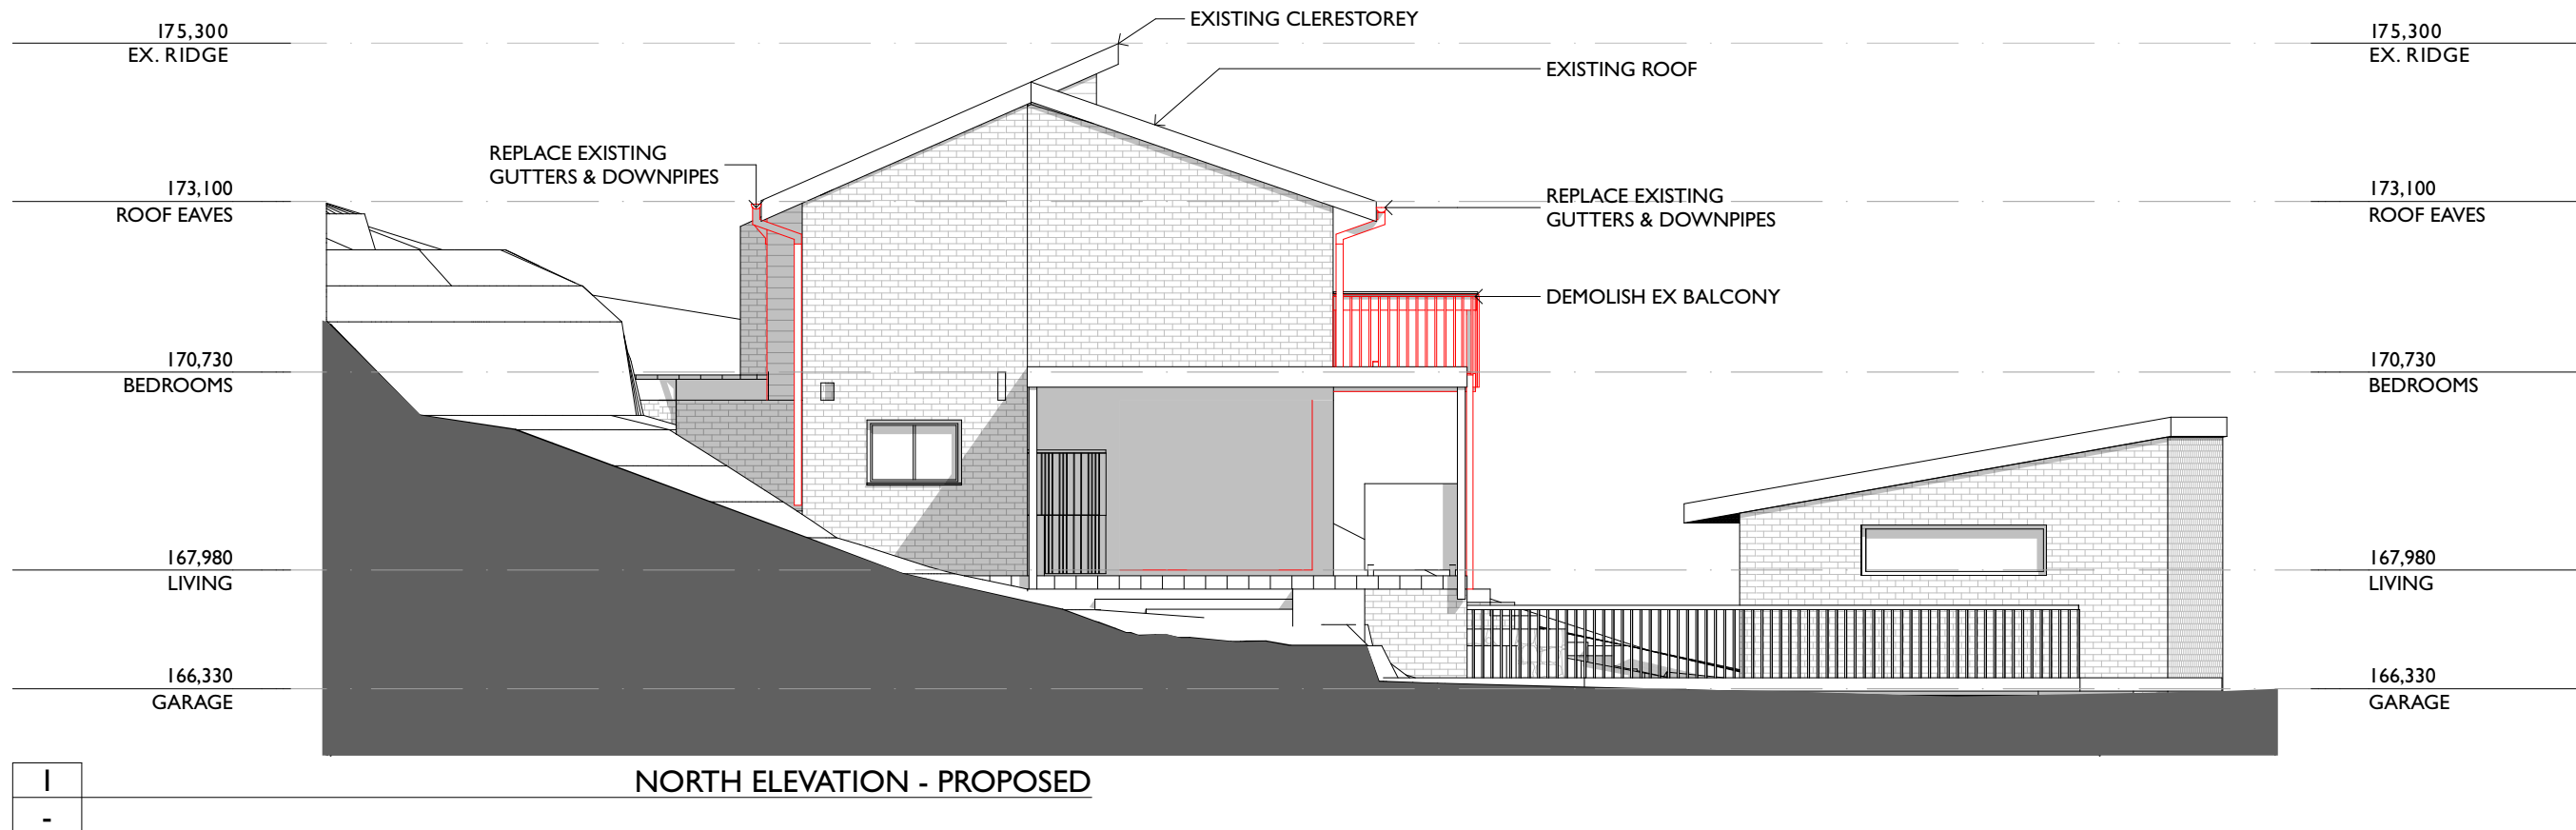 175,300
EX. RIDGE
EXISTING CLERESTOREY
175,300
EX. RIDGE
EXISTING ROOF
REPLACE EXISTING
GUTTERS & DOWNPIPES
173,100
ROOF EAVES
REPLACE EXISTING
GUTTERS & DOWNPIPES
173,100
ROOF EAVES
DEMOLISH EX BALCONY
170,730
BEDROOMS
170,730
BEDROOMS
167,980
LIVING
167,980
LIVING
166,330
GARAGE
166,330
GARAGE
1
NORTH ELEVATION - PROPOSED
-